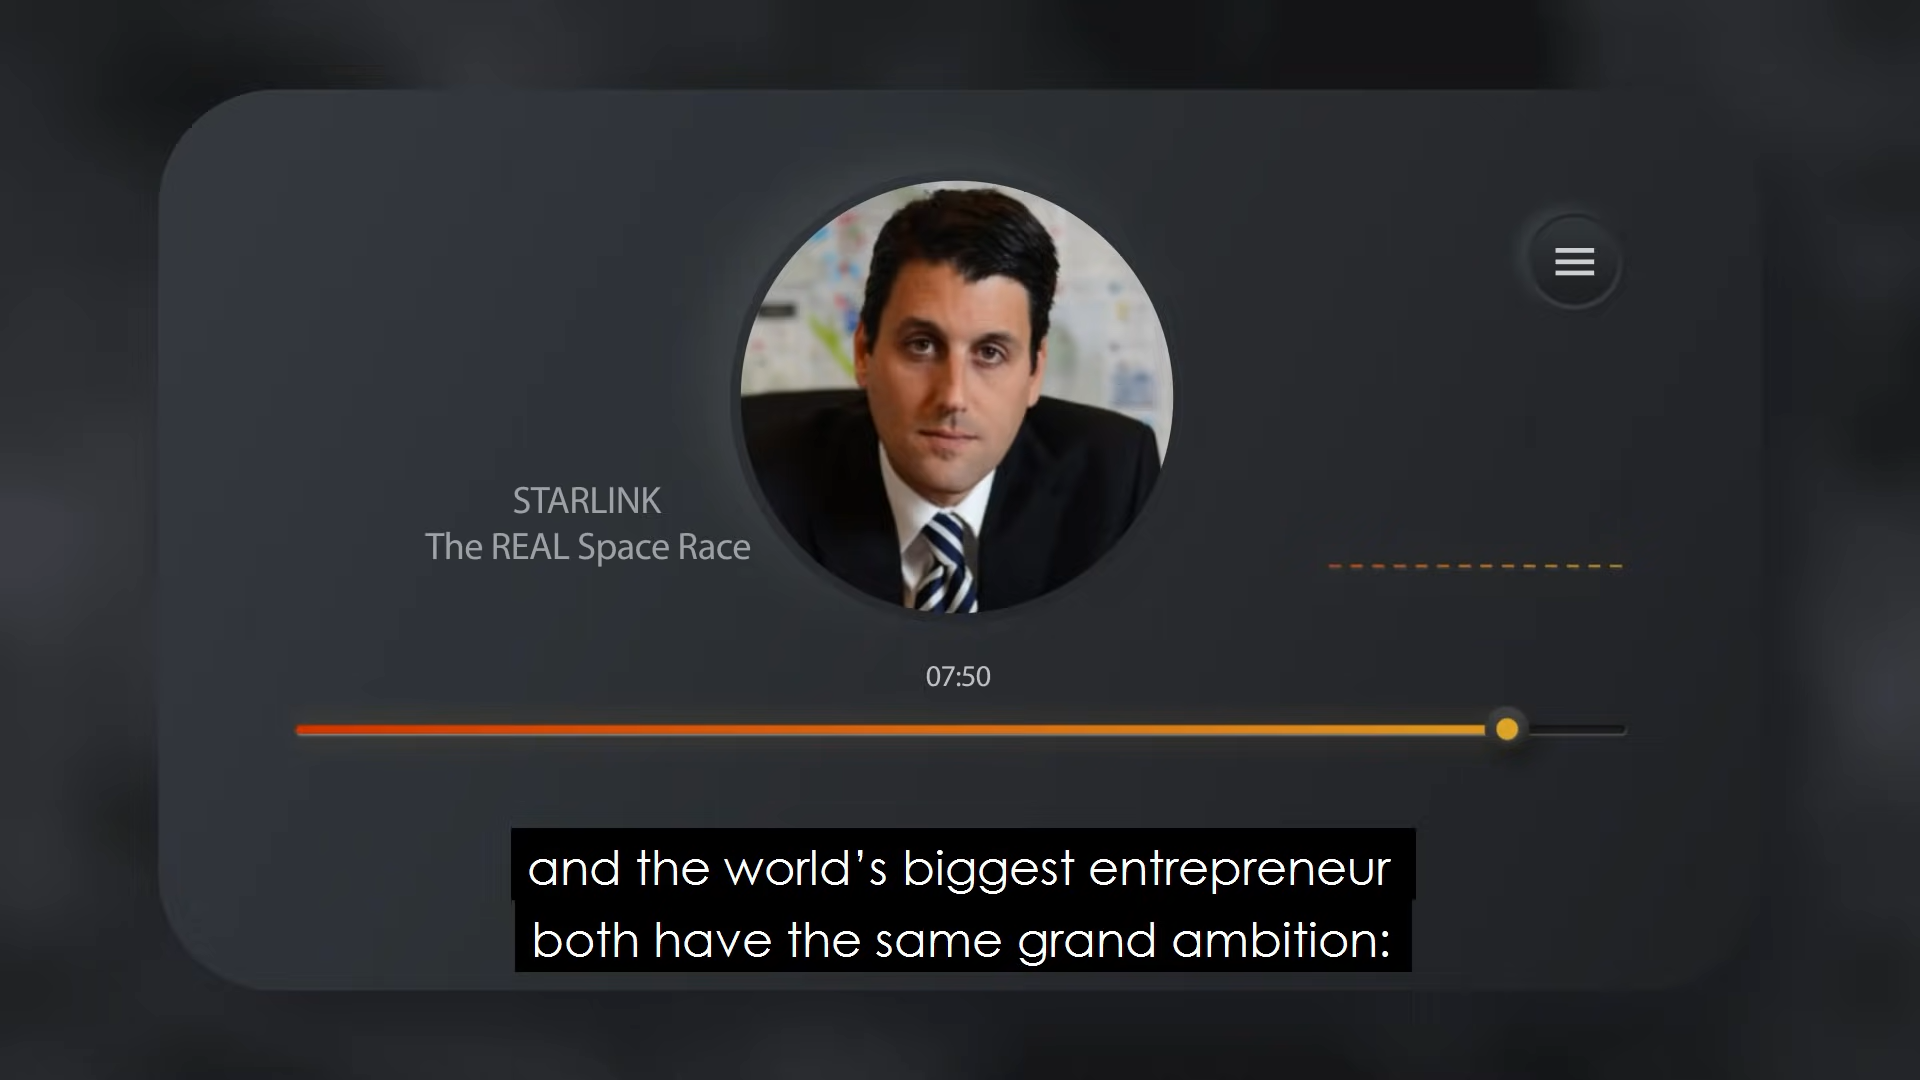 STARLINK
The REAL Space Race
07:50
and the world’s biggest entrepreneur
both have the same grand ambition: